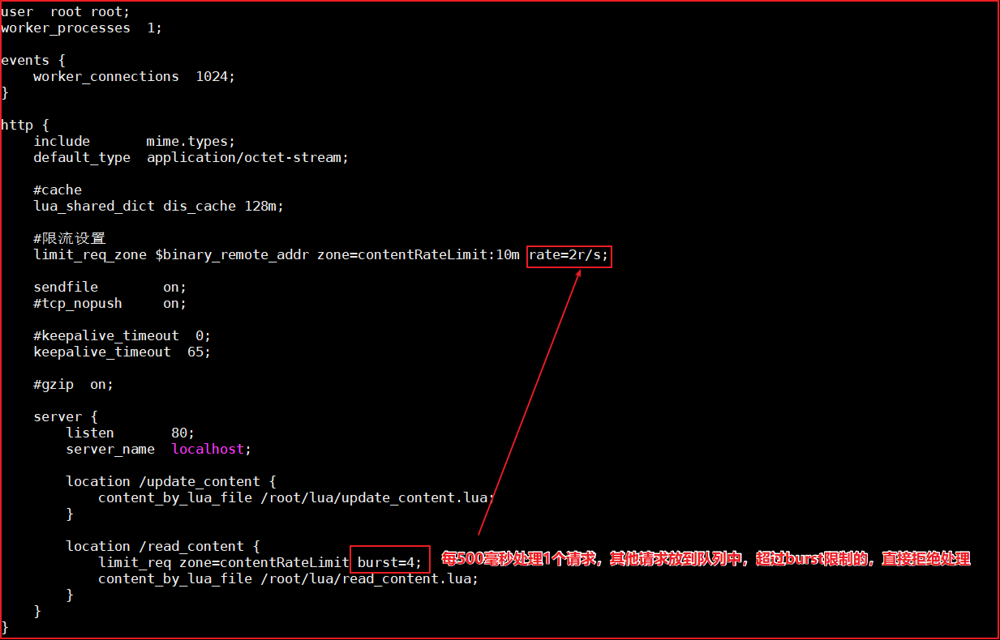 user  root root;
worker_processes  1;
events {
    worker_connections  1024;
}
http {
    include       mime.types;
    default_type  application/octet-stream;
    #cache
    lua_shared_dict dis_cache 128m;
    #限流设置
    limit_req_zone $binary_remote_addr zone=contentRateLimit:10m rate=2r/s;
    sendfile        on;
    #tcp_nopush     on;
    #keepalive_timeout  0;
    keepalive_timeout  65;
    #gzip  on;
    server {
        listen       80;
        server_name  localhost;
        location /update_content {
            content_by_lua_file /root/lua/update_content.lua;
        }
        location /read_content {
            limit_req zone=contentRateLimit burst=4;
每500毫秒处理1个请求，其他请求放到队列中，超过burst限制的，直接拒绝处理
            content_by_lua_file /root/lua/read_content.lua;
        }
    }
}